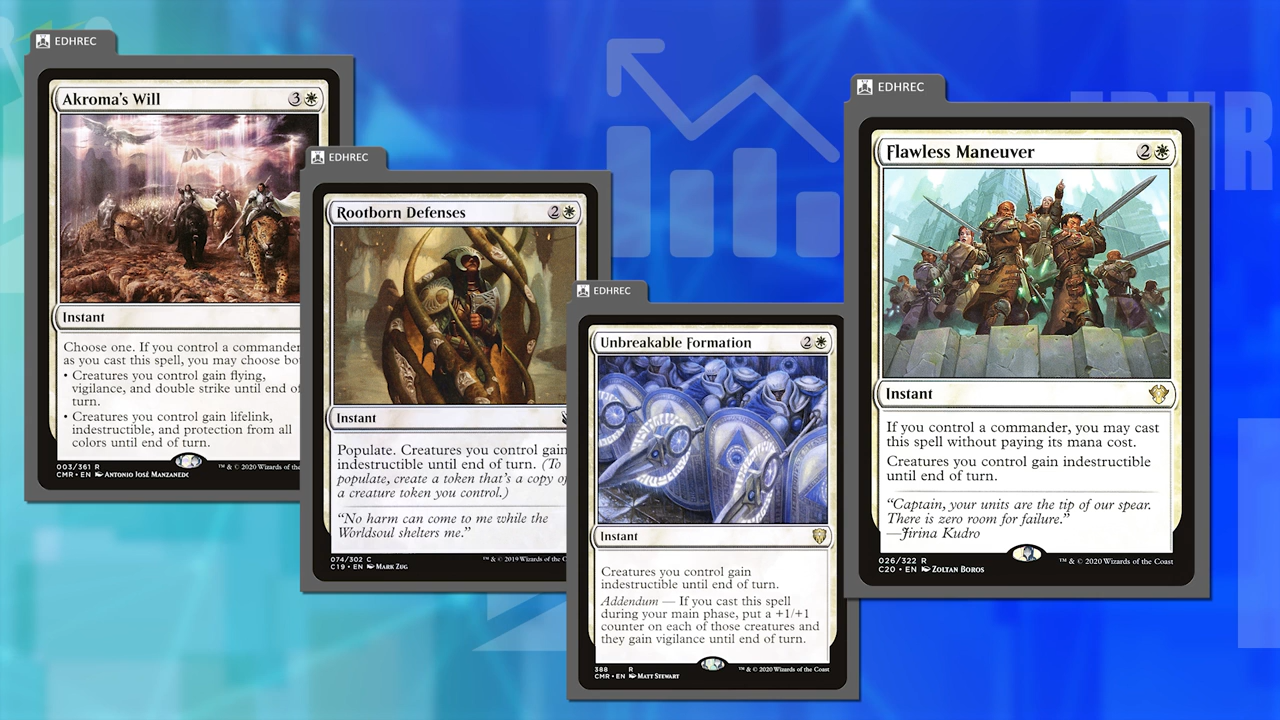 EDHREC
Akroma's Will 3
Instant
Choose one. If you control a commander
as you cast this spell, you may choose bo
• Creatures you control gain flying,
vigilance, and double strike until end of
turn.
• Creatures you control gain lifelink,
indestructible, and protection from all
colors until end of turn.
003/361 R
CMR • EN Antonio José Manzanedo
™ & © 2020 Wizards of the
EDHREC
Rootborn Defenses 2
Instant
Populate. Creatures you control gain
indestructible until end of turn. (To
populate, create a token that's a copy of
a creature token you control.)
“No harm can come to me while the
Worldsoul shelters me.”
074/302 C
C19 • EN Mark Zug
™ & © 2019 Wizards of the
EDHREC
Unbreakable Formation 2
Instant
Creatures you control gain
indestructible until end of turn.
Addendum — If you cast this spell
during your main phase, put a +1/+1
counter on each of those creatures and
they gain vigilance until end of turn.
388 R
CMR • EN Matt Stewart
™ & © 2020 Wizards of the Coast
EDHREC
Flawless Maneuver 2
Instant
If you control a commander, you may cast
this spell without paying its mana cost.
Creatures you control gain indestructible
until end of turn.
“Captain, your units are the tip of our spear.
There is zero room for failure.”
—Jirina Kudro
026/322 R
C20 • EN Zoltan Boros
™ & © 2020 Wizards of the Coast